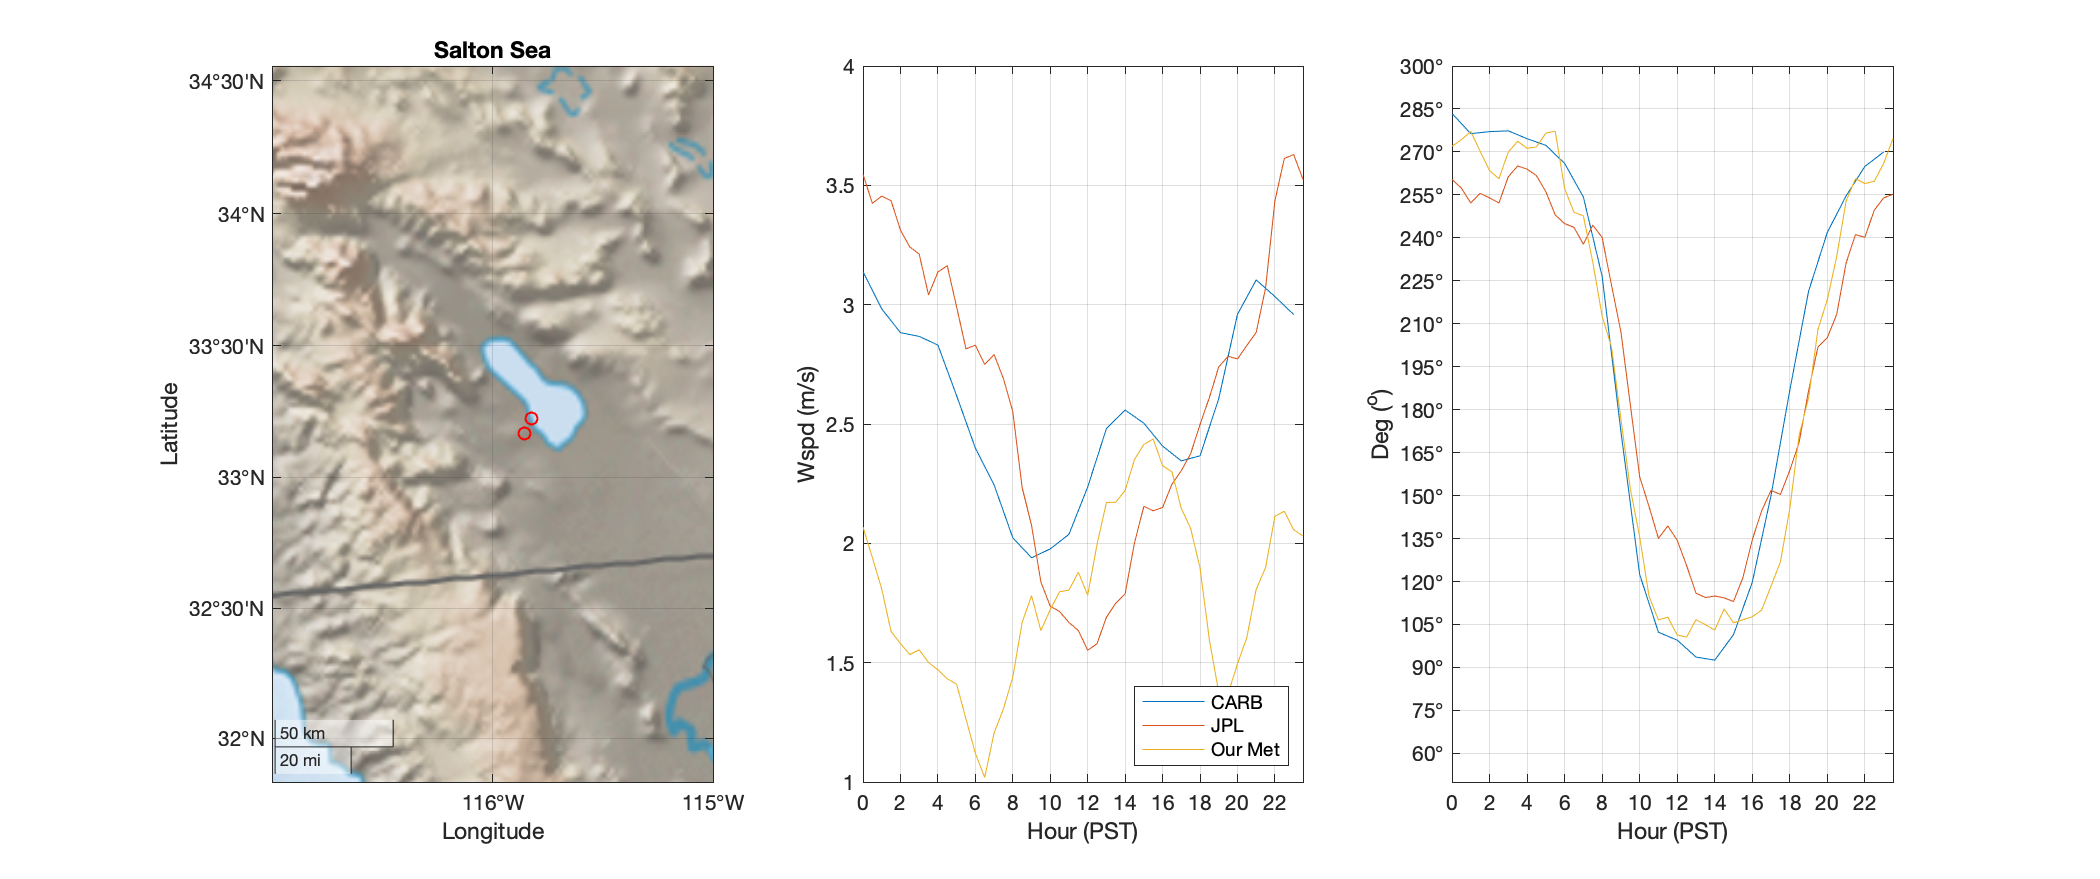 Salton Sea
34°30'N
34°N
33°30'N
33°N
32°30'N
32°N
Latitude
50 km
20 mi
116°W
115°W
Longitude
4
3.5
3
2.5
2
1.5
1
Wspd (m/s)
CARB
JPL
Our Met
0 2 4 6 8 10 12 14 16 18 20 22
Hour (PST)
300°
285°
270°
255°
240°
225°
210°
195°
180°
165°
150°
135°
120°
105°
90°
75°
60°
Deg (°)
0 2 4 6 8 10 12 14 16 18 20 22
Hour (PST)